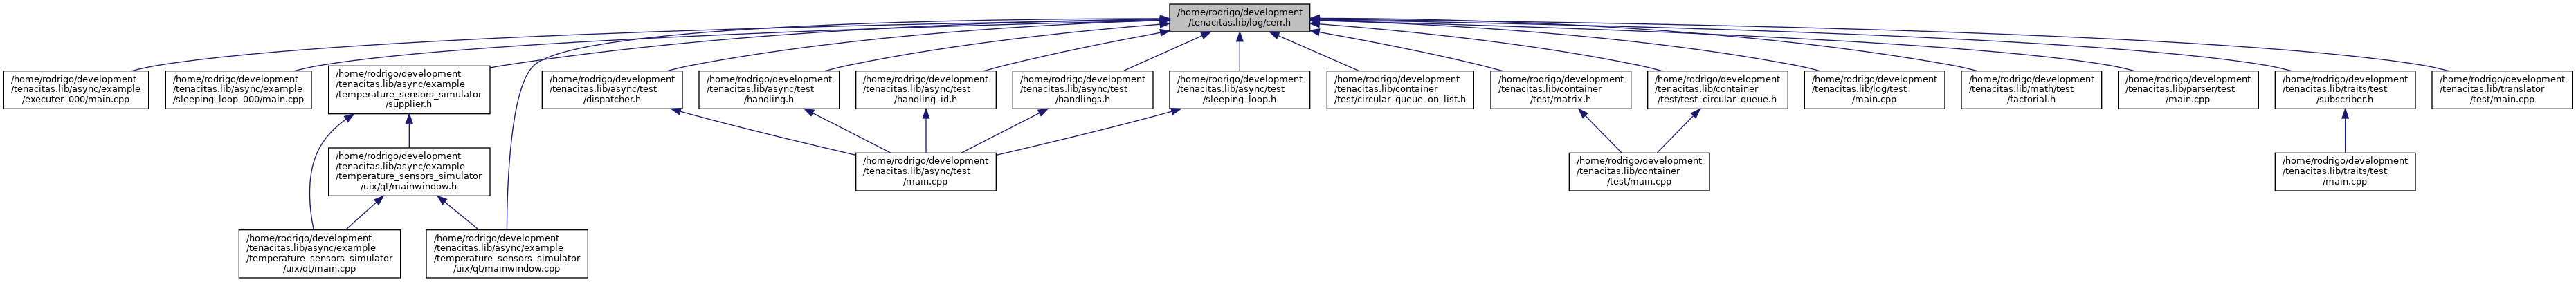 /home/rodrigo/development
/tenacitas.lib/log/cerr.h
/home/rodrigo/development
/tenacitas.lib/async/example
/executer_000/main.cpp
/home/rodrigo/development
/tenacitas.lib/async/example
/sleeping_loop_000/main.cpp
/home/rodrigo/development
/tenacitas.lib/async/example
/temperature_sensors_simulator
/supplier.h
/home/rodrigo/development
/tenacitas.lib/async/test
/dispatcher.h
/home/rodrigo/development
/tenacitas.lib/async/test
/handling.h
/home/rodrigo/development
/tenacitas.lib/async/test
/handling_id.h
/home/rodrigo/development
/tenacitas.lib/async/test
/handlings.h
/home/rodrigo/development
/tenacitas.lib/async/test
/sleeping_loop.h
/home/rodrigo/development
/tenacitas.lib/container
/test/circular_queue_on_list.h
/home/rodrigo/development
/tenacitas.lib/container
/test/matrix.h
/home/rodrigo/development
/tenacitas.lib/container
/test/test_circular_queue.h
/home/rodrigo/development
/tenacitas.lib/log/test
/main.cpp
/home/rodrigo/development
/tenacitas.lib/math/test
/factorial.h
/home/rodrigo/development
/tenacitas.lib/parser/test
/main.cpp
/home/rodrigo/development
/tenacitas.lib/traits/test
/subscriber.h
/home/rodrigo/development
/tenacitas.lib/translator
/test/main.cpp
/home/rodrigo/development
/tenacitas.lib/async/example
/temperature_sensors_simulator
/uix/qt/mainwindow.h
/home/rodrigo/development
/tenacitas.lib/async/test
/main.cpp
/home/rodrigo/development
/tenacitas.lib/container
/test/main.cpp
/home/rodrigo/development
/tenacitas.lib/traits/test
/main.cpp
/home/rodrigo/development
/tenacitas.lib/async/example
/temperature_sensors_simulator
/uix/qt/main.cpp
/home/rodrigo/development
/tenacitas.lib/async/example
/temperature_sensors_simulator
/uix/qt/mainwindow.cpp